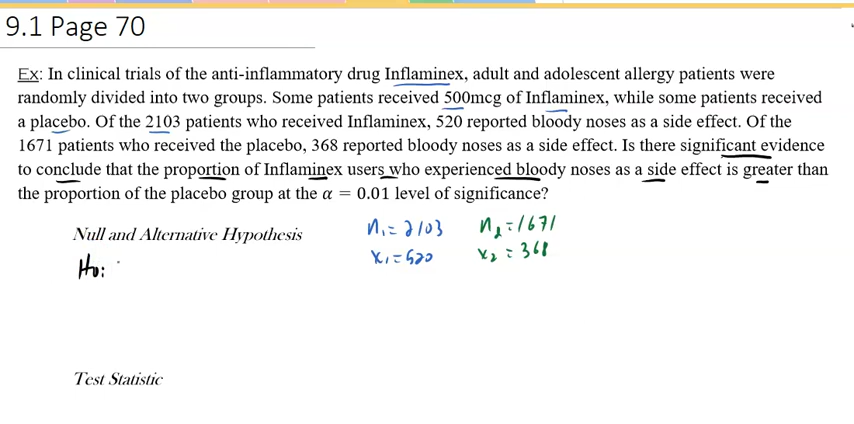 9.1 Page 70
Ex: In clinical trials of the anti-inflammatory drug Inflaminex, adult and adolescent allergy patients were
randomly divided into two groups. Some patients received 500mcg of Inflaminex, while some patients received
a placebo. Of the 2103 patients who received Inflaminex, 520 reported bloody noses as a side effect. Of the
1671 patients who received the placebo, 368 reported bloody noses as a side effect. Is there significant evidence
to conclude that the proportion of Inflaminex users who experienced bloody noses as a side effect is greater than
the proportion of the placebo group at the α = 0.01 level of significance?
Null and Alternative Hypothesis n₁=2103 n₂=1671
x₁=520 x₂=368
H₀:
Test Statistic